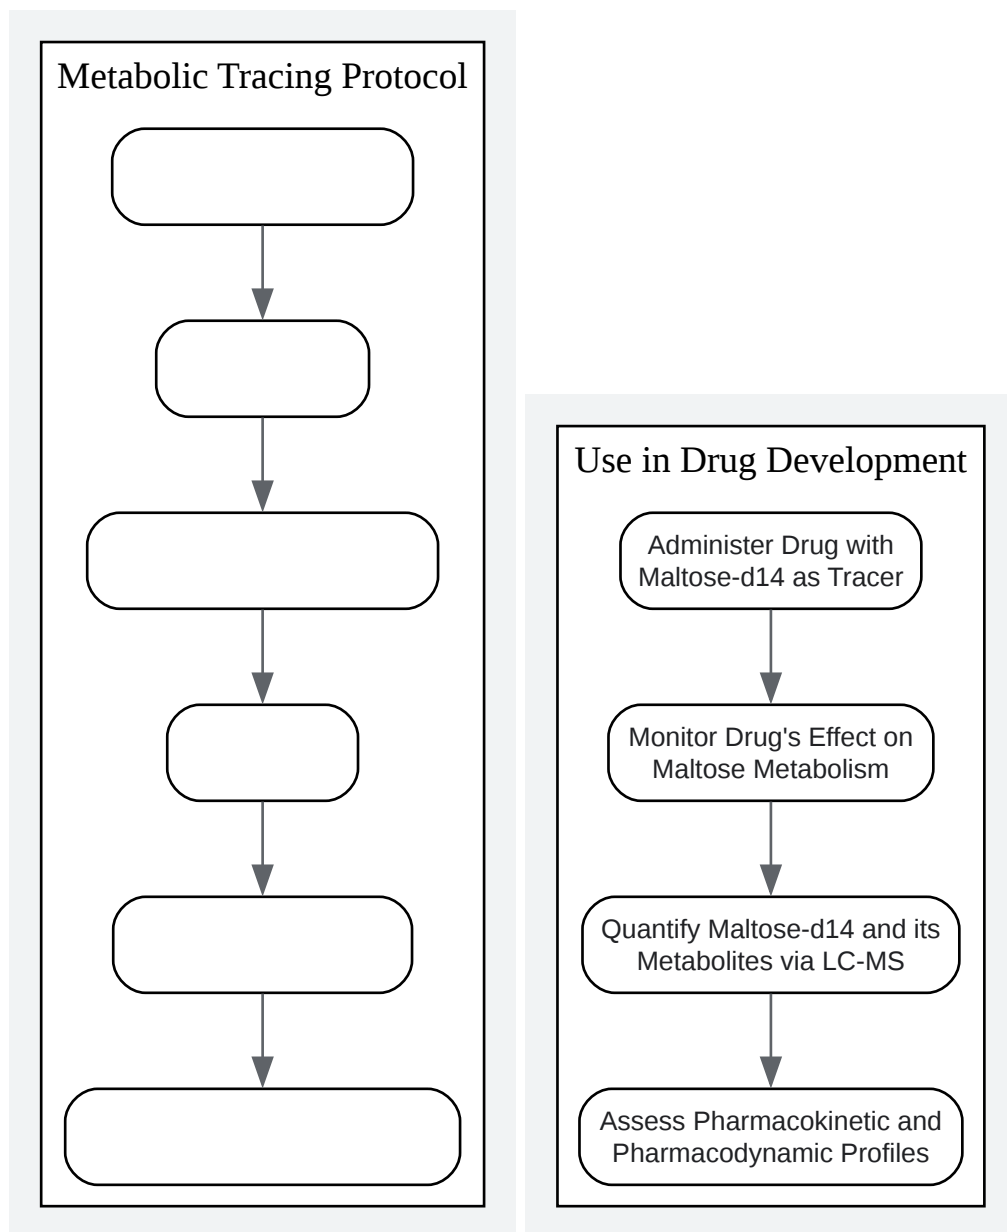 Metabolic Tracing Protocol
Use in Drug Development
Administer Drug with
Maltose-d14 as Tracer
Monitor Drug's Effect on
Maltose Metabolism
Quantify Maltose-d14 and its
Metabolites via LC-MS
Assess Pharmacokinetic and
Pharmacodynamic Profiles